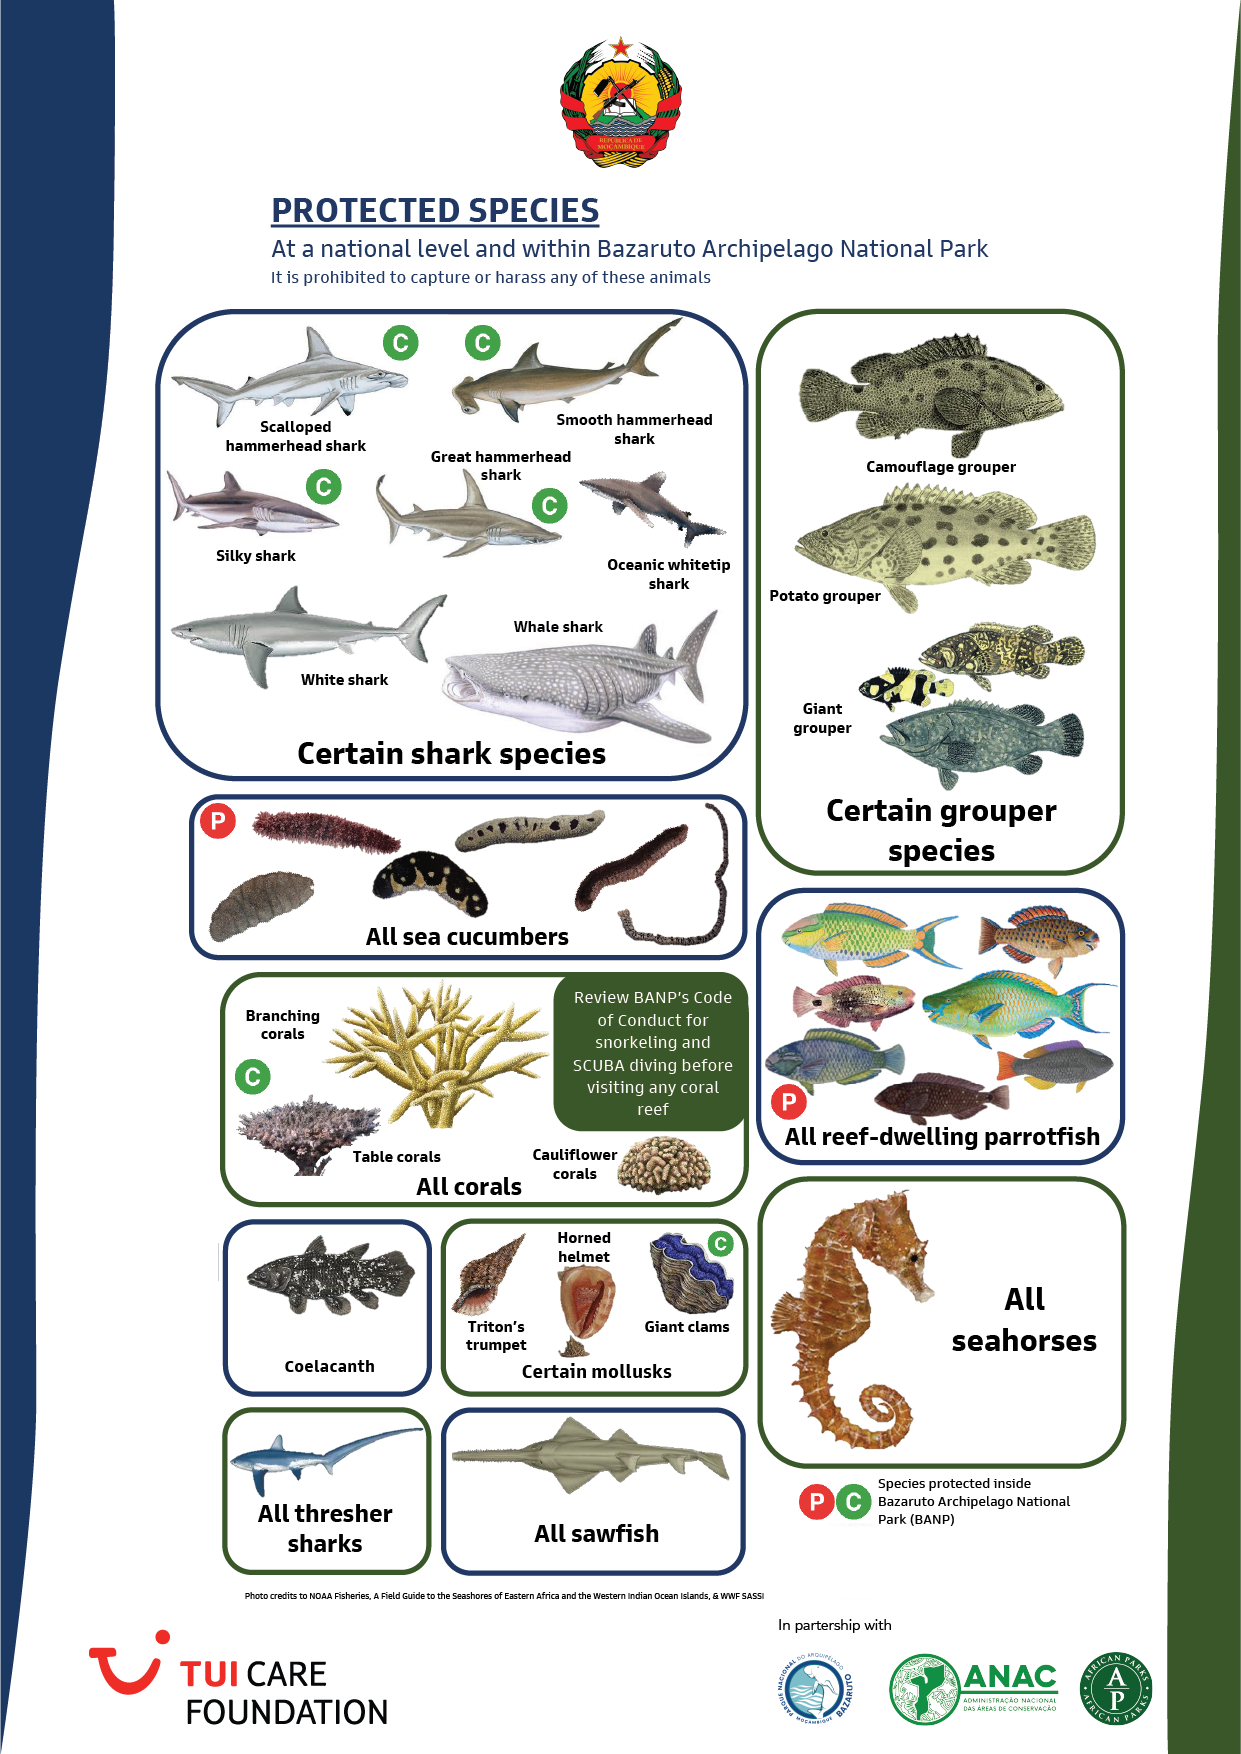 REPÚBLICA DE
MOÇAMBIQUE
PROTECTED SPECIES
At a national level and within Bazaruto Archipelago National Park
It is prohibited to capture or harass any of these animals
C
C
Scalloped
hammerhead shark
Smooth hammerhead
shark
Great hammerhead
shark
C
C
Silky shark
Oceanic whitetip
shark
Whale shark
White shark
Certain shark species
Camouflage grouper
Potato grouper
Giant
grouper
Certain grouper
species
P
All sea cucumbers
P
All reef-dwelling parrotfish
Branching
corals
C
Review BANP's Code
of Conduct for
snorkeling and
SCUBA diving before
visiting any coral
reef
Table corals
Cauliflower
corals
All corals
Coelacanth
Horned
helmet
C
Triton's
trumpet
Giant clams
Certain mollusks
All
seahorses
All thresher
sharks
All sawfish
P C
Species protected inside
Bazaruto Archipelago National
Park (BANP)
Photo credits to NOAA Fisheries, A Field Guide to the Seashores of Eastern Africa and the Western Indian Ocean Islands, & WWF SASSI
TUI CARE
FOUNDATION
In partership with
PARQUE NACIONAL DO ARQUIPÉLAGO
BAZARUTO
MOÇAMBIQUE
ANAC
ADMINISTRAÇÃO NACIONAL
DAS ÁREAS DE CONSERVAÇÃO
AFRICAN PARKS
A
P
AFRICAN PARKS